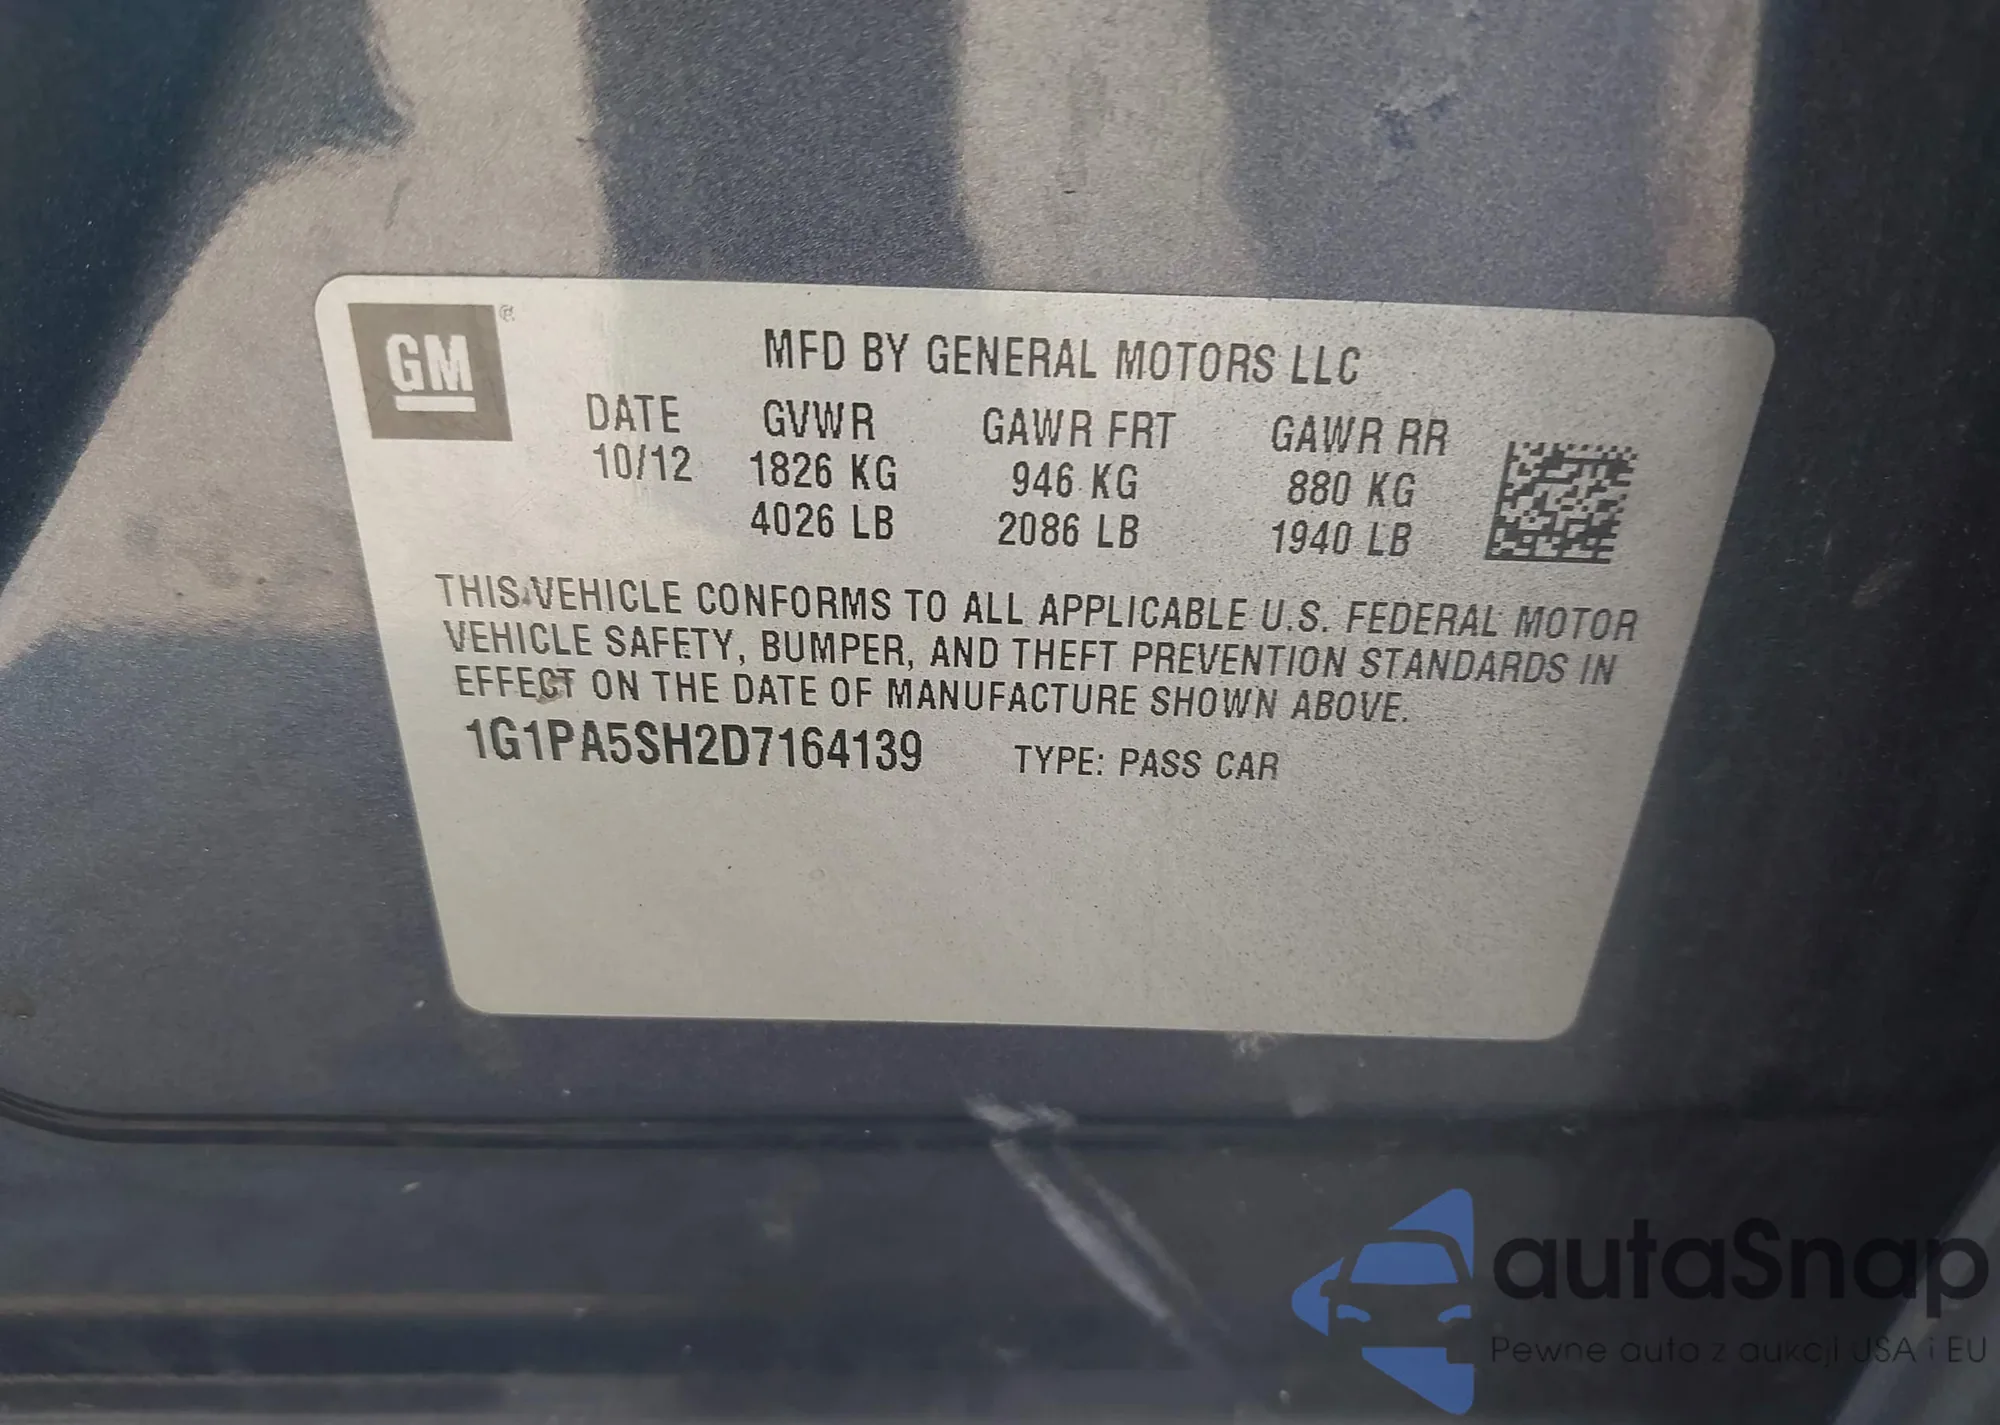 GM
MFD BY GENERAL MOTORS LLC
DATE GVWR GAWR FRT GAWR RR
10/12 1826 KG 946 KG 880 KG
4026 LB 2086 LB 1940 LB
THIS VEHICLE CONFORMS TO ALL APPLICABLE U.S. FEDERAL MOTOR
VEHICLE SAFETY, BUMPER, AND THEFT PREVENTION STANDARDS IN
EFFECT ON THE DATE OF MANUFACTURE SHOWN ABOVE.
1G1PA5SH2D7164139 TYPE: PASS CAR
autaSnap
Pewne auto z aukcji USA i EU